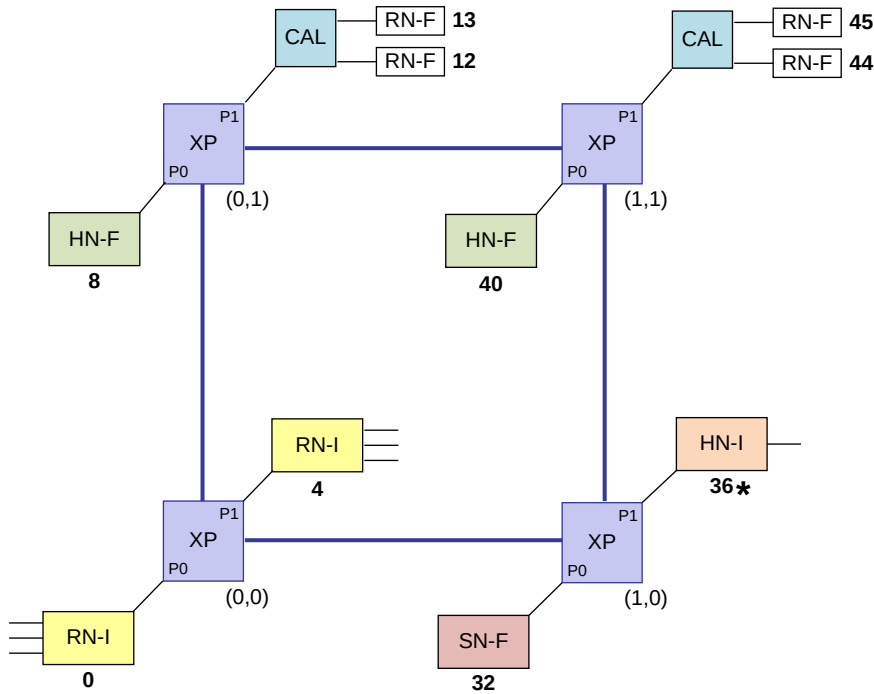 CAL
RN-F 13
RN-F 12
CAL
RN-F 45
RN-F 44
P1
XP
P0
(0,1)
P1
XP
P0
(1,1)
HN-F
8
HN-F
40
RN-I
4
HN-I
36*
P1
XP
P0
(0,0)
P1
XP
P0
(1,0)
RN-I
0
SN-F
32